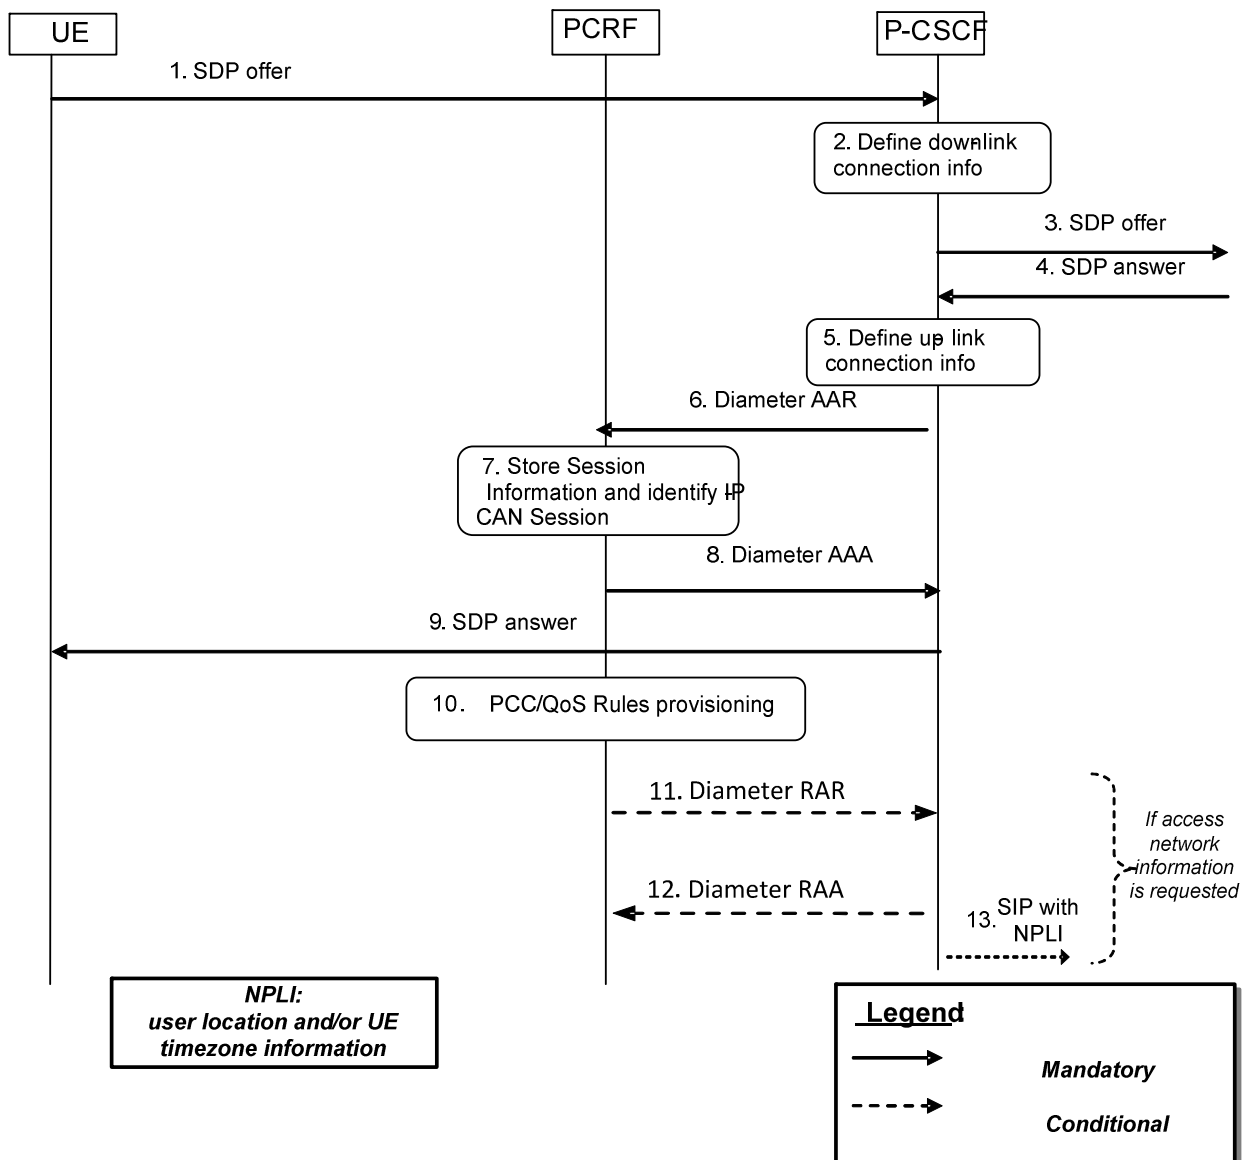 UE
PCRF
P-CSCF
1. SDP offer
2. Define downlink
connection info
3. SDP offer
4. SDP answer
5. Define up link
connection info
6. Diameter AAR
7. Store Session
Information and identify IP
CAN Session
8. Diameter AAA
9. SDP answer
10. PCC/QoS Rules provisioning
11. Diameter RAR
If access
network
information
is requested
12. Diameter RAA
13. SIP with
NPLI
NPLI:
user location and/or UE
timezone information
Legend:
Mandatory
Conditional